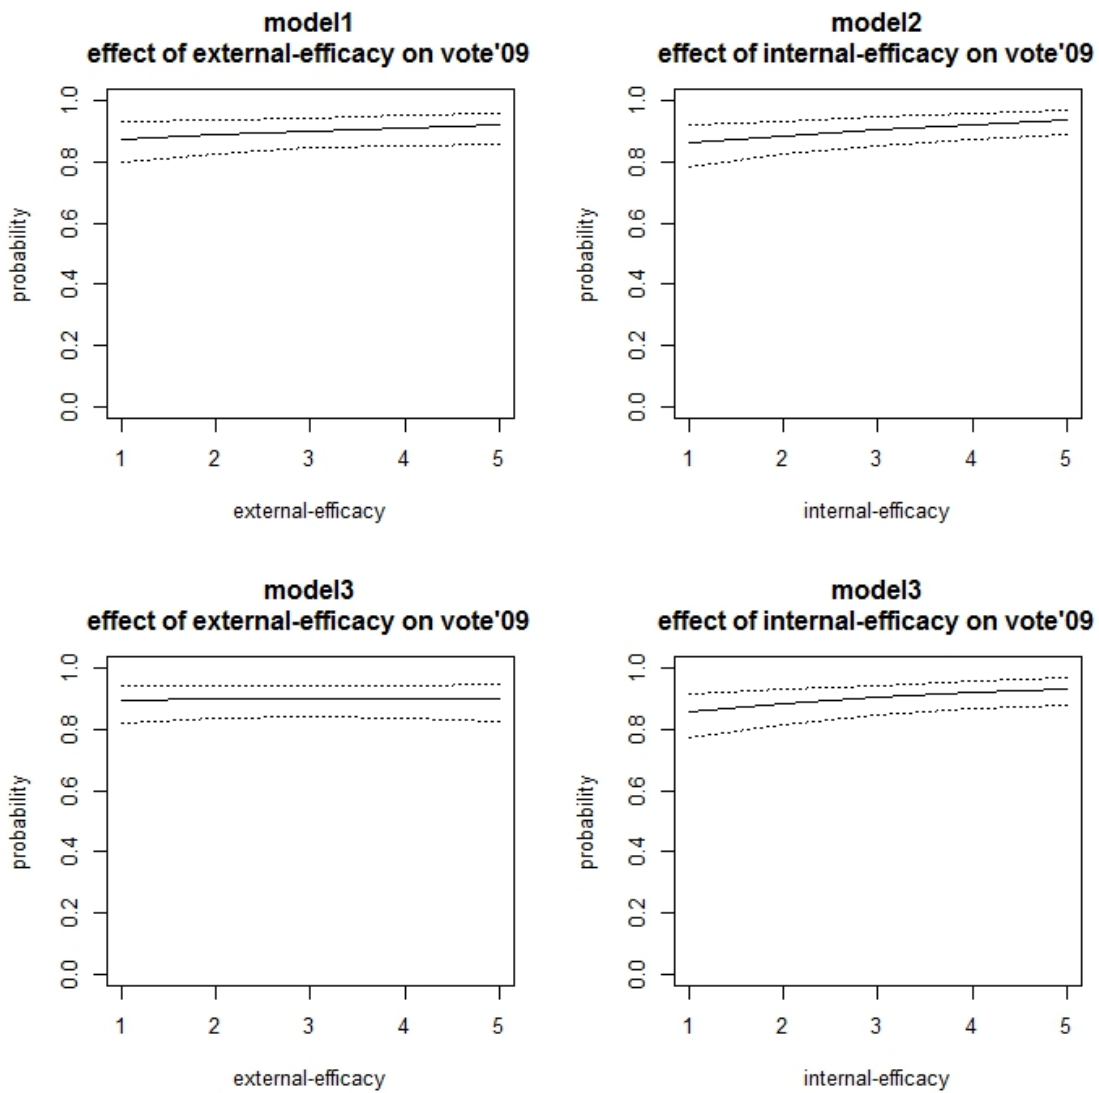 model1
effect of external-efficacy on vote'09
probability
1.0
0.8
0.6
0.4
0.2
0.0
1 2 3 4 5
external-efficacy
model2
effect of internal-efficacy on vote'09
probability
1.0
0.8
0.6
0.4
0.2
0.0
1 2 3 4 5
internal-efficacy
model3
effect of external-efficacy on vote'09
probability
1.0
0.8
0.6
0.4
0.2
0.0
1 2 3 4 5
external-efficacy
model3
effect of internal-efficacy on vote'09
probability
1.0
0.8
0.6
0.4
0.2
0.0
1 2 3 4 5
internal-efficacy